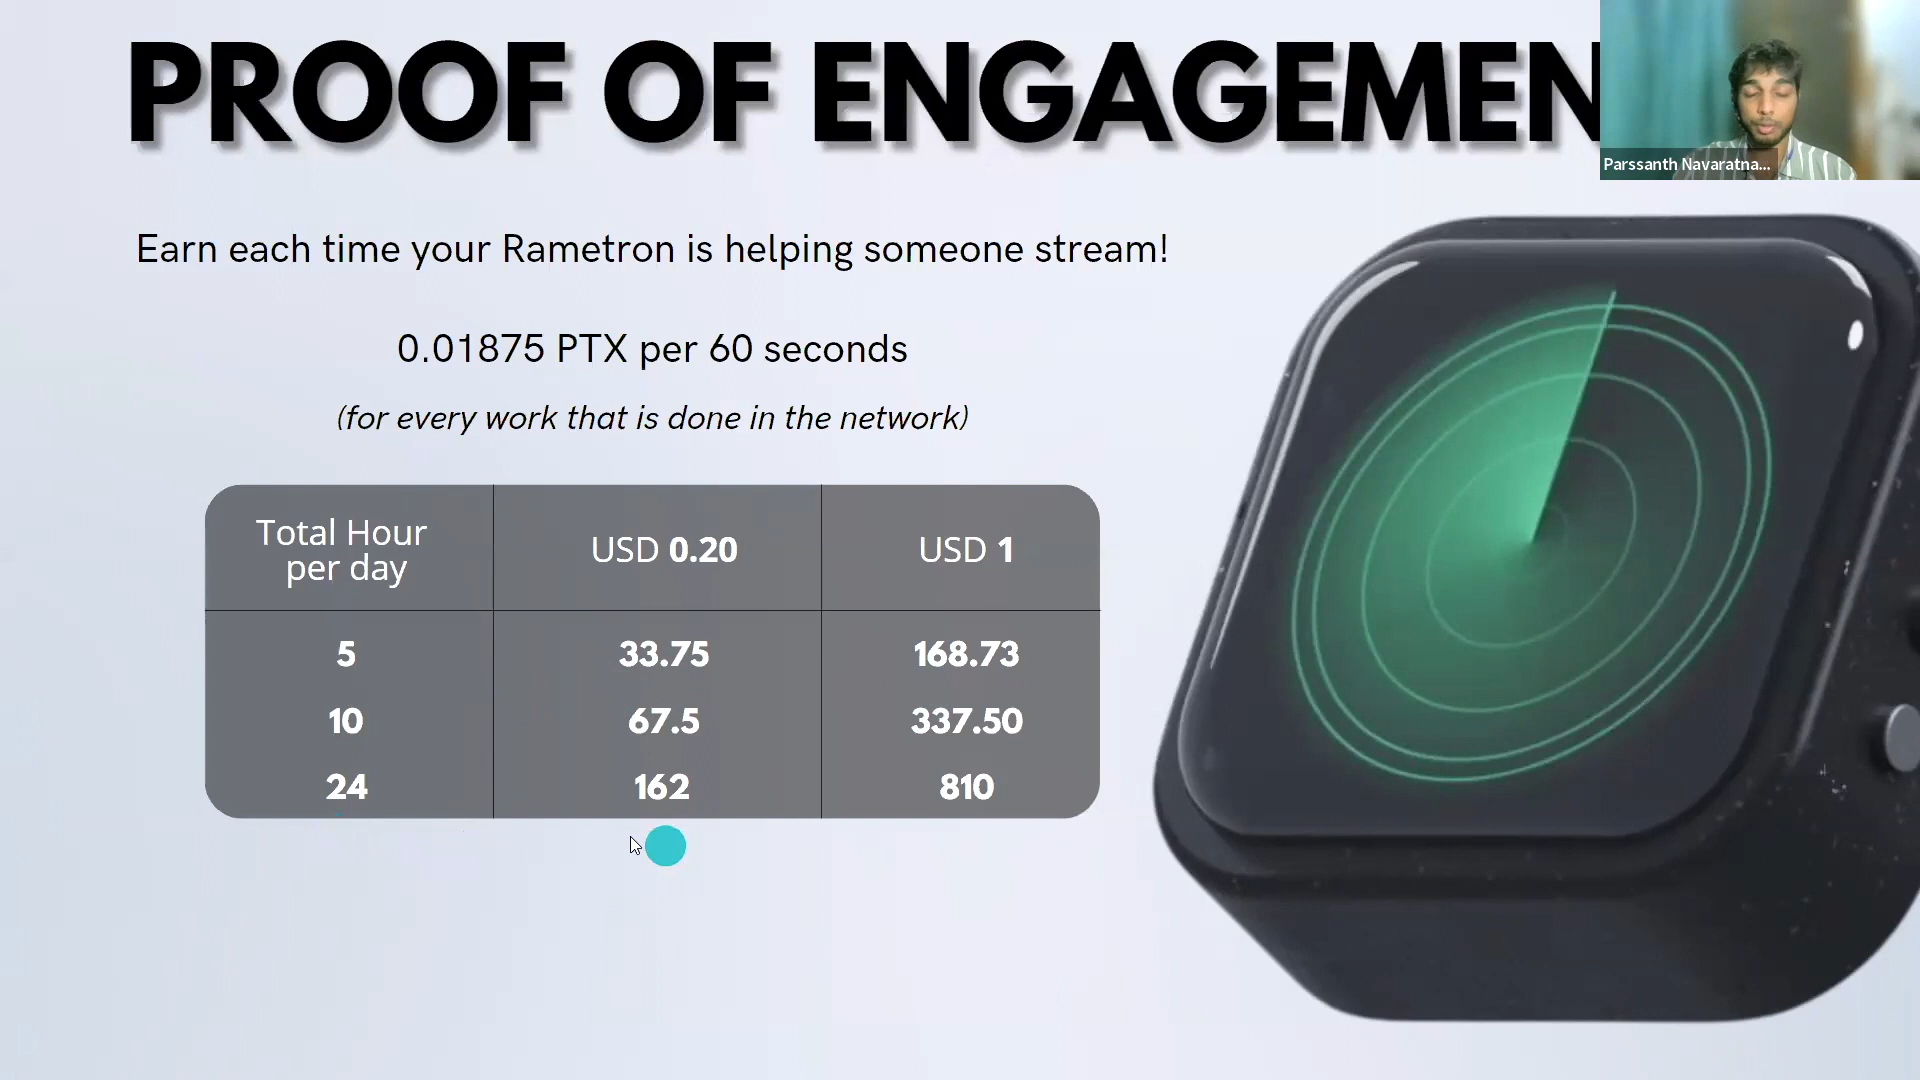 PROOF OF ENGAGEMEN
Parssanth Navaratna...
Earn each time your Rametron is helping someone stream!
0.01875 PTX per 60 seconds
(for every work that is done in the network)
Total Hour per day USD 0.20 USD 1
5 33.75 168.73
10 67.5 337.50
24 162 810